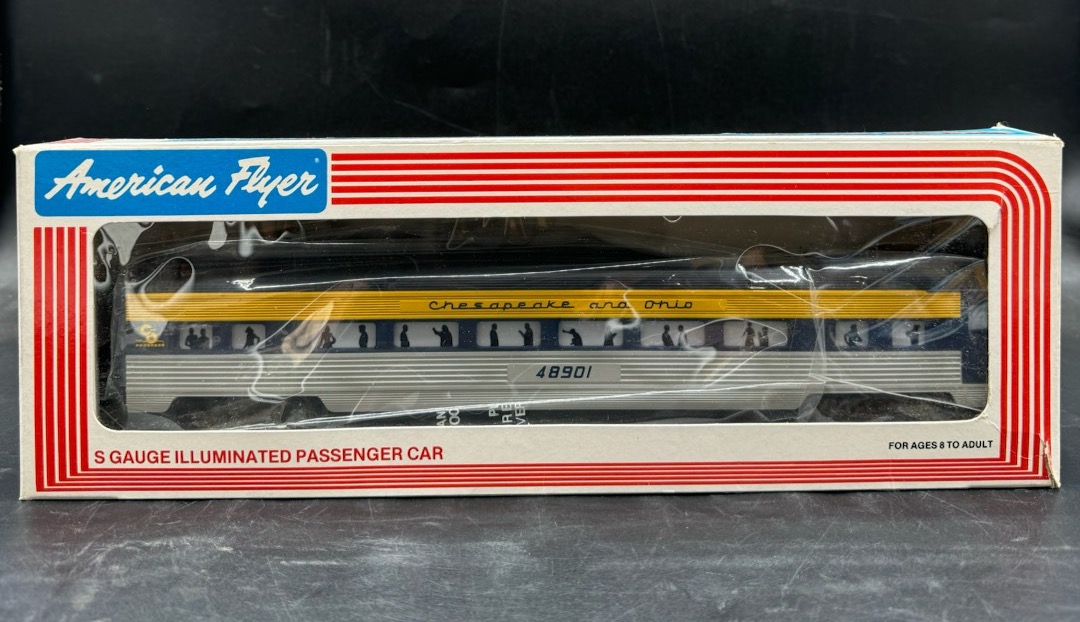 American Flyer
Chesapeake and Ohio
48901
S GAUGE ILLUMINATED PASSENGER CAR
FOR AGES 8 TO ADULT